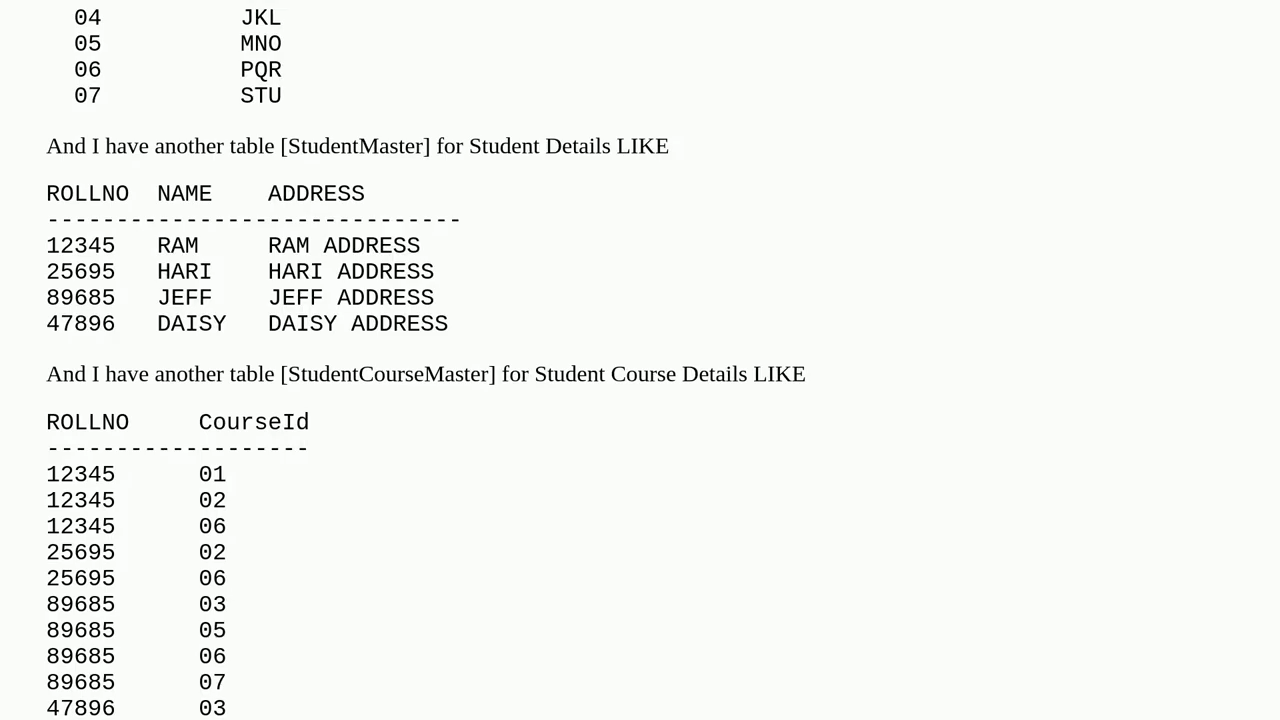 04          JKL
05          MNO
06          PQR
07          STU
And I have another table [StudentMaster] for Student Details LIKE
ROLLNO  NAME    ADDRESS
------------------------------
12345   RAM     RAM ADDRESS
25695   HARI    HARI ADDRESS
89685   JEFF    JEFF ADDRESS
47896   DAISY   DAISY ADDRESS
And I have another table [StudentCourseMaster] for Student Course Details LIKE
ROLLNO     CourseId
-------------------
12345      01
12345      02
12345      06
25695      02
25695      06
89685      03
89685      05
89685      06
89685      07
47896      03